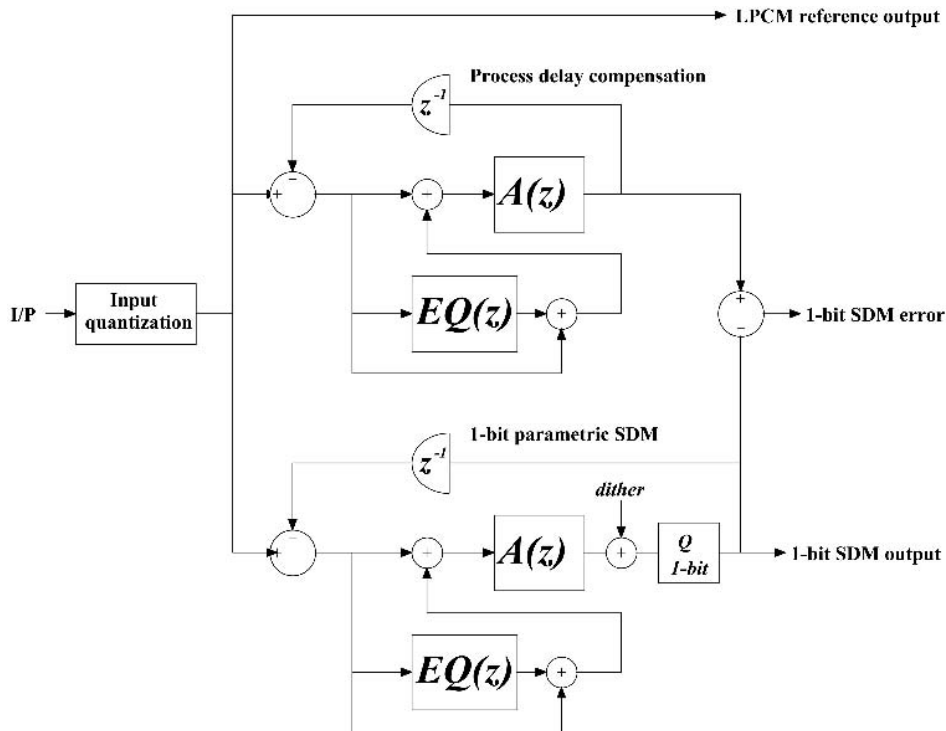 LPCM reference output
Process delay compensation
z⁻¹
−
+
+
A(z)
I/P
Input
quantization
EQ(z)
+
+
−
1-bit SDM error
1-bit parametric SDM
z⁻¹
dither
−
+
+
A(z)
+
Q
1-bit
1-bit SDM output
EQ(z)
+